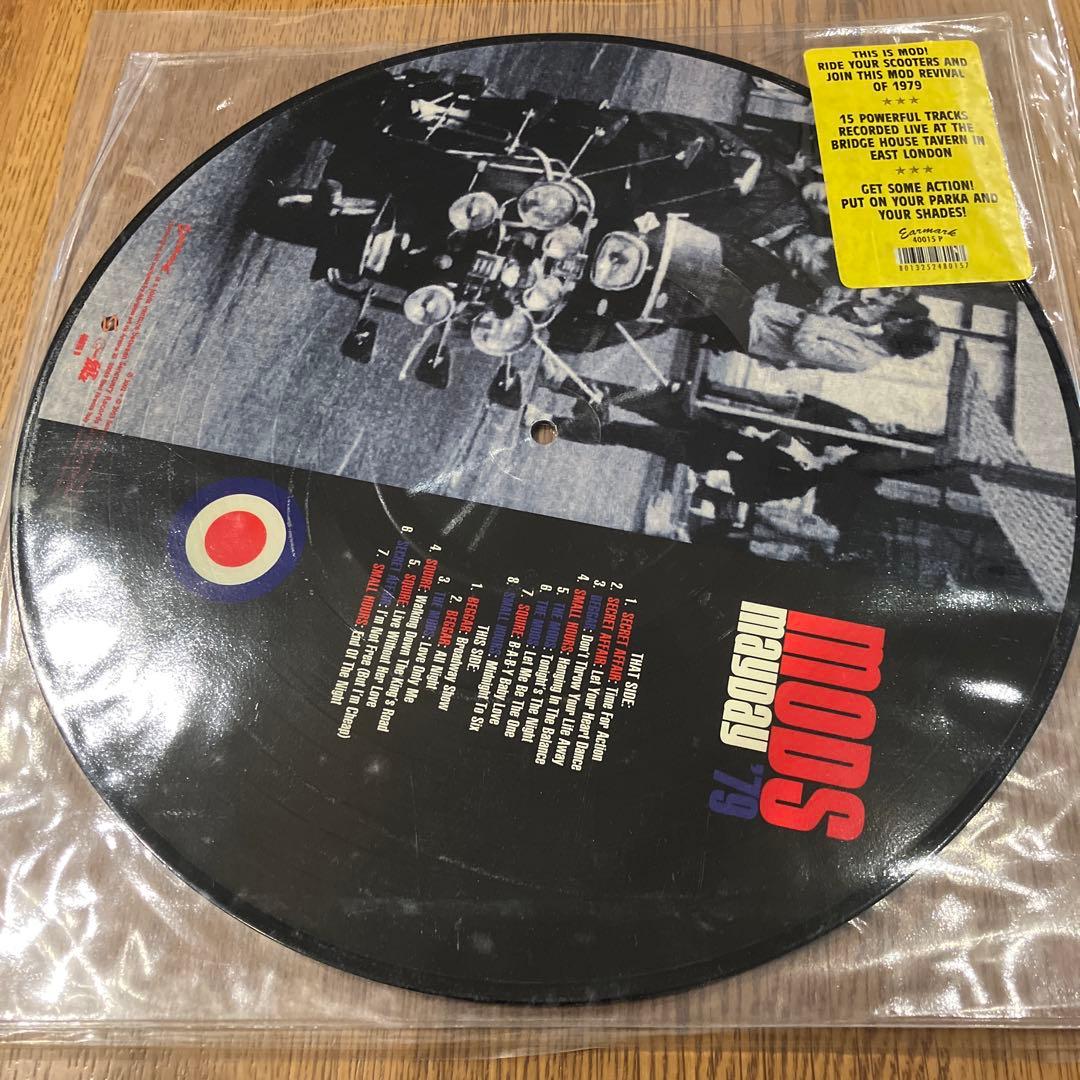 THIS IS MOD!
RIDE YOUR SCOOTERS AND
JOIN THIS MOD REVIVAL
OF 1979
★★★
15 POWERFUL TRACKS
RECORDED LIVE AT THE
BRIDGE HOUSE TAVERN IN
EAST LONDON
★★★
GET SOME ACTION!
PUT ON YOUR PARKA AND
YOUR SHADES!
Earmark
40015 P
8013252480157
MODS
mayday '79
THAT SIDE:
1. SECRET AFFAIR: Time For Action
2. SECRET AFFAIR: Let Your Heart Dance
3. BEGGAR: Don't Throw Your Life Away
4. SMALL HOURS: Hanging In The Balance
5. THE MODS: Tonight's The Night
6. THE MODS: Let Me Be The One
7. SQUIRE: B-A-B-Y Baby Love
8. SMALL HOURS: Midnight To Six
THIS SIDE:
1. BEGGAR: Broadway Show
2. BEGGAR: All Night
3. THE MODS: Love Only Me
4. SQUIRE: Walking Down The King's Road
5. SQUIRE: Live Without Her Love
6. SECRET AFFAIR: I'm Not Free (But I'm Cheap)
7. SMALL HOURS: End O The Night